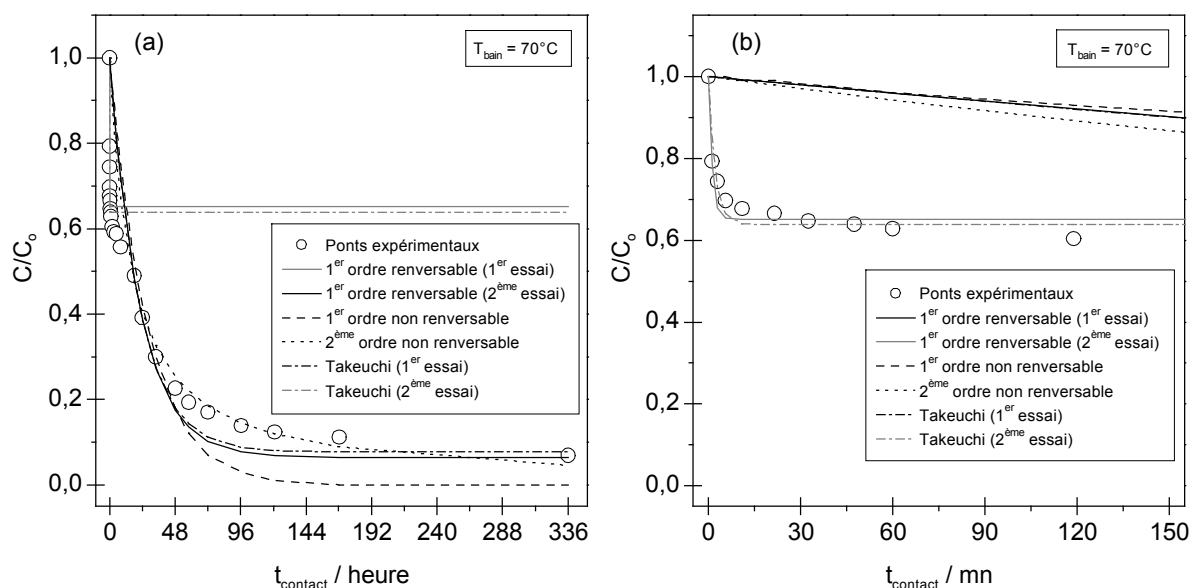 (a)
T_bain = 70°C
C/C_o
1,0
0,8
0,6
0,4
0,2
0,0
Ponts expérimentaux
1^er ordre renversable (1^er essai)
1^er ordre renversable (2^ème essai)
1^er ordre non renversable
2^ème ordre non renversable
Takeuchi (1^er essai)
Takeuchi (2^ème essai)
0 48 96 144 192 240 288 336
t_contact / heure
(b)
T_bain = 70°C
C/C_o
1,0
0,8
0,6
0,4
0,2
0,0
Ponts expérimentaux
1^er ordre renversable (1^er essai)
1^er ordre renversable (2^ème essai)
1^er ordre non renversable
2^ème ordre non renversable
Takeuchi (1^er essai)
Takeuchi (2^ème essai)
0 30 60 90 120 150
t_contact / mn